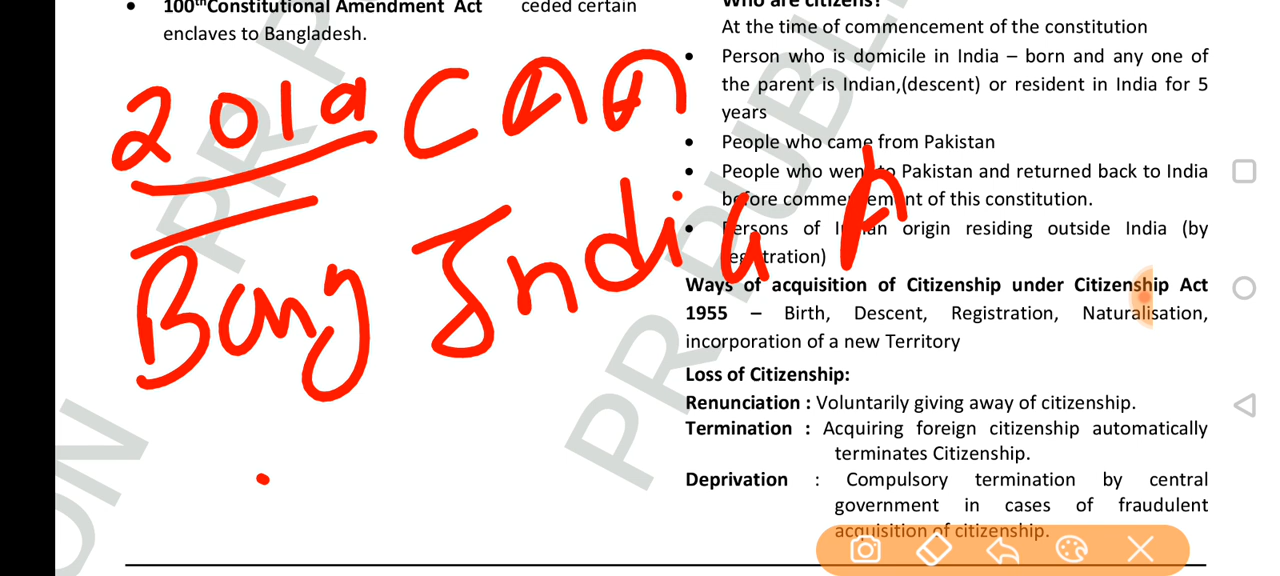 • 100thConstitutional Amendment Act ceded certain
enclaves to Bangladesh.
2019 CAA
Bang India A
At the time of commencement of the constitution
• Person who is domicile in India – born and any one of
the parent is Indian,(descent) or resident in India for 5
years
• People who came from Pakistan
• People who went to Pakistan and returned back to India
before commencement of this constitution.
• Persons of Indian origin residing outside India (by
registration)
Ways of acquisition of Citizenship under Citizenship Act
1955 – Birth, Descent, Registration, Naturalisation,
incorporation of a new Territory
Loss of Citizenship:
Renunciation : Voluntarily giving away of citizenship.
Termination : Acquiring foreign citizenship automatically
terminates Citizenship.
Deprivation : Compulsory termination by central
government in cases of fraudulent
acquisition of citizenship.